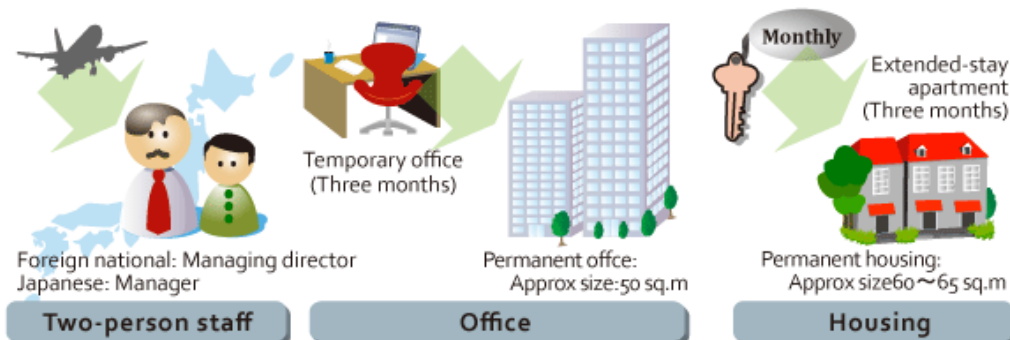 Monthly
Extended-stay
apartment
(Three months)
Temporary office
(Three months)
Foreign national: Managing director
Japanese: Manager
Permanent offce:
Approx size:50 sq.m
Permanent housing:
Approx size60～65 sq.m
Two-person staff
Office
Housing